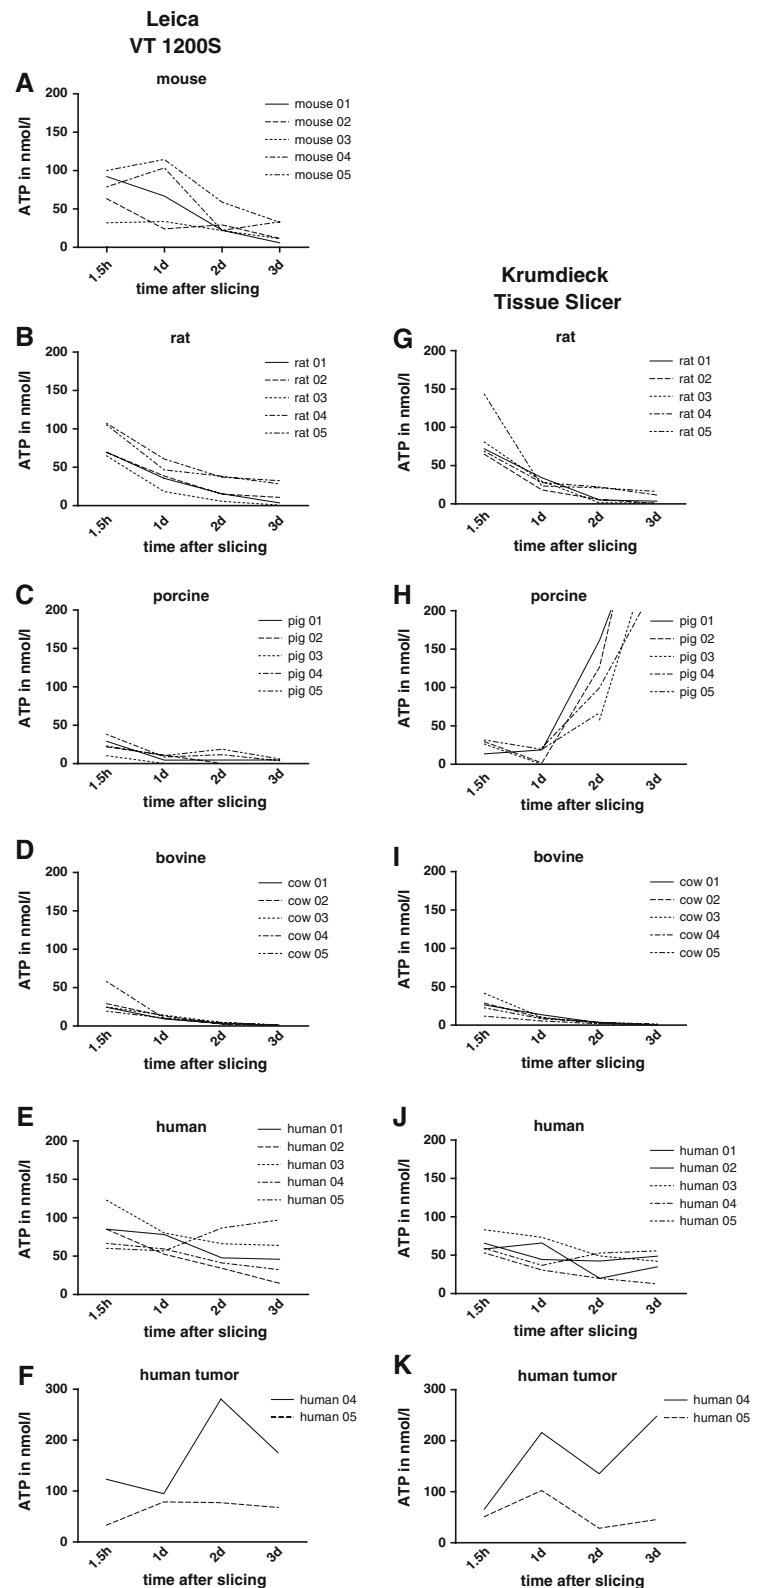 Leica
VT 1200S
A
mouse
200
150
100
50
0
ATP in nmol/l
mouse 01
mouse 02
mouse 03
mouse 04
mouse 05
1.5h
1d
2d
3d
time after slicing
Krumdieck
Tissue Slicer
B
rat
200
150
100
50
0
ATP in nmol/l
rat 01
rat 02
rat 03
rat 04
rat 05
1.5h
1d
2d
3d
time after slicing
G
rat
200
150
100
50
0
ATP in nmol/l
rat 01
rat 02
rat 03
rat 04
rat 05
1.5h
1d
2d
3d
time after slicing
C
porcine
200
150
100
50
0
ATP in nmol/l
pig 01
pig 02
pig 03
pig 04
pig 05
1.5h
1d
2d
3d
time after slicing
H
porcine
200
150
100
50
0
ATP in nmol/l
pig 01
pig 02
pig 03
pig 04
pig 05
1.5h
1d
2d
3d
time after slicing
D
bovine
200
150
100
50
0
ATP in nmol/l
cow 01
cow 02
cow 03
cow 04
cow 05
1.5h
1d
2d
3d
time after slicing
I
bovine
200
150
100
50
0
ATP in nmol/l
cow 01
cow 02
cow 03
cow 04
cow 05
1.5h
1d
2d
3d
time after slicing
E
human
200
150
100
50
0
ATP in nmol/l
human 01
human 02
human 03
human 04
human 05
1.5h
1d
2d
3d
time after slicing
J
human
200
150
100
50
0
ATP in nmol/l
human 01
human 02
human 03
human 04
human 05
1.5h
1d
2d
3d
time after slicing
F
human tumor
300
200
100
0
ATP in nmol/l
human 04
human 05
1.5h
1d
2d
3d
time after slicing
K
human tumor
300
200
100
0
ATP in nmol/l
human 04
human 05
1.5h
1d
2d
3d
time after slicing